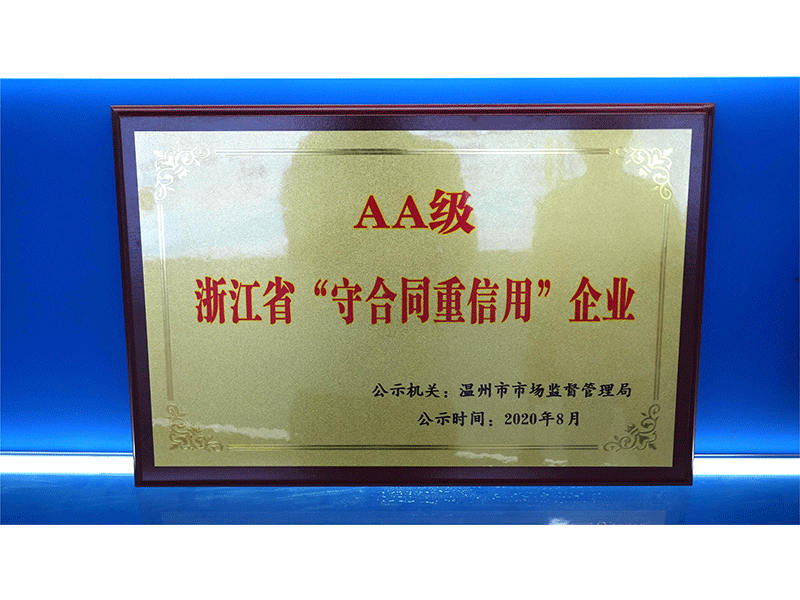 AA级
浙江省“守合同重信用”企业
公示机关：温州市市场监督管理局
公示时间：2020年8月